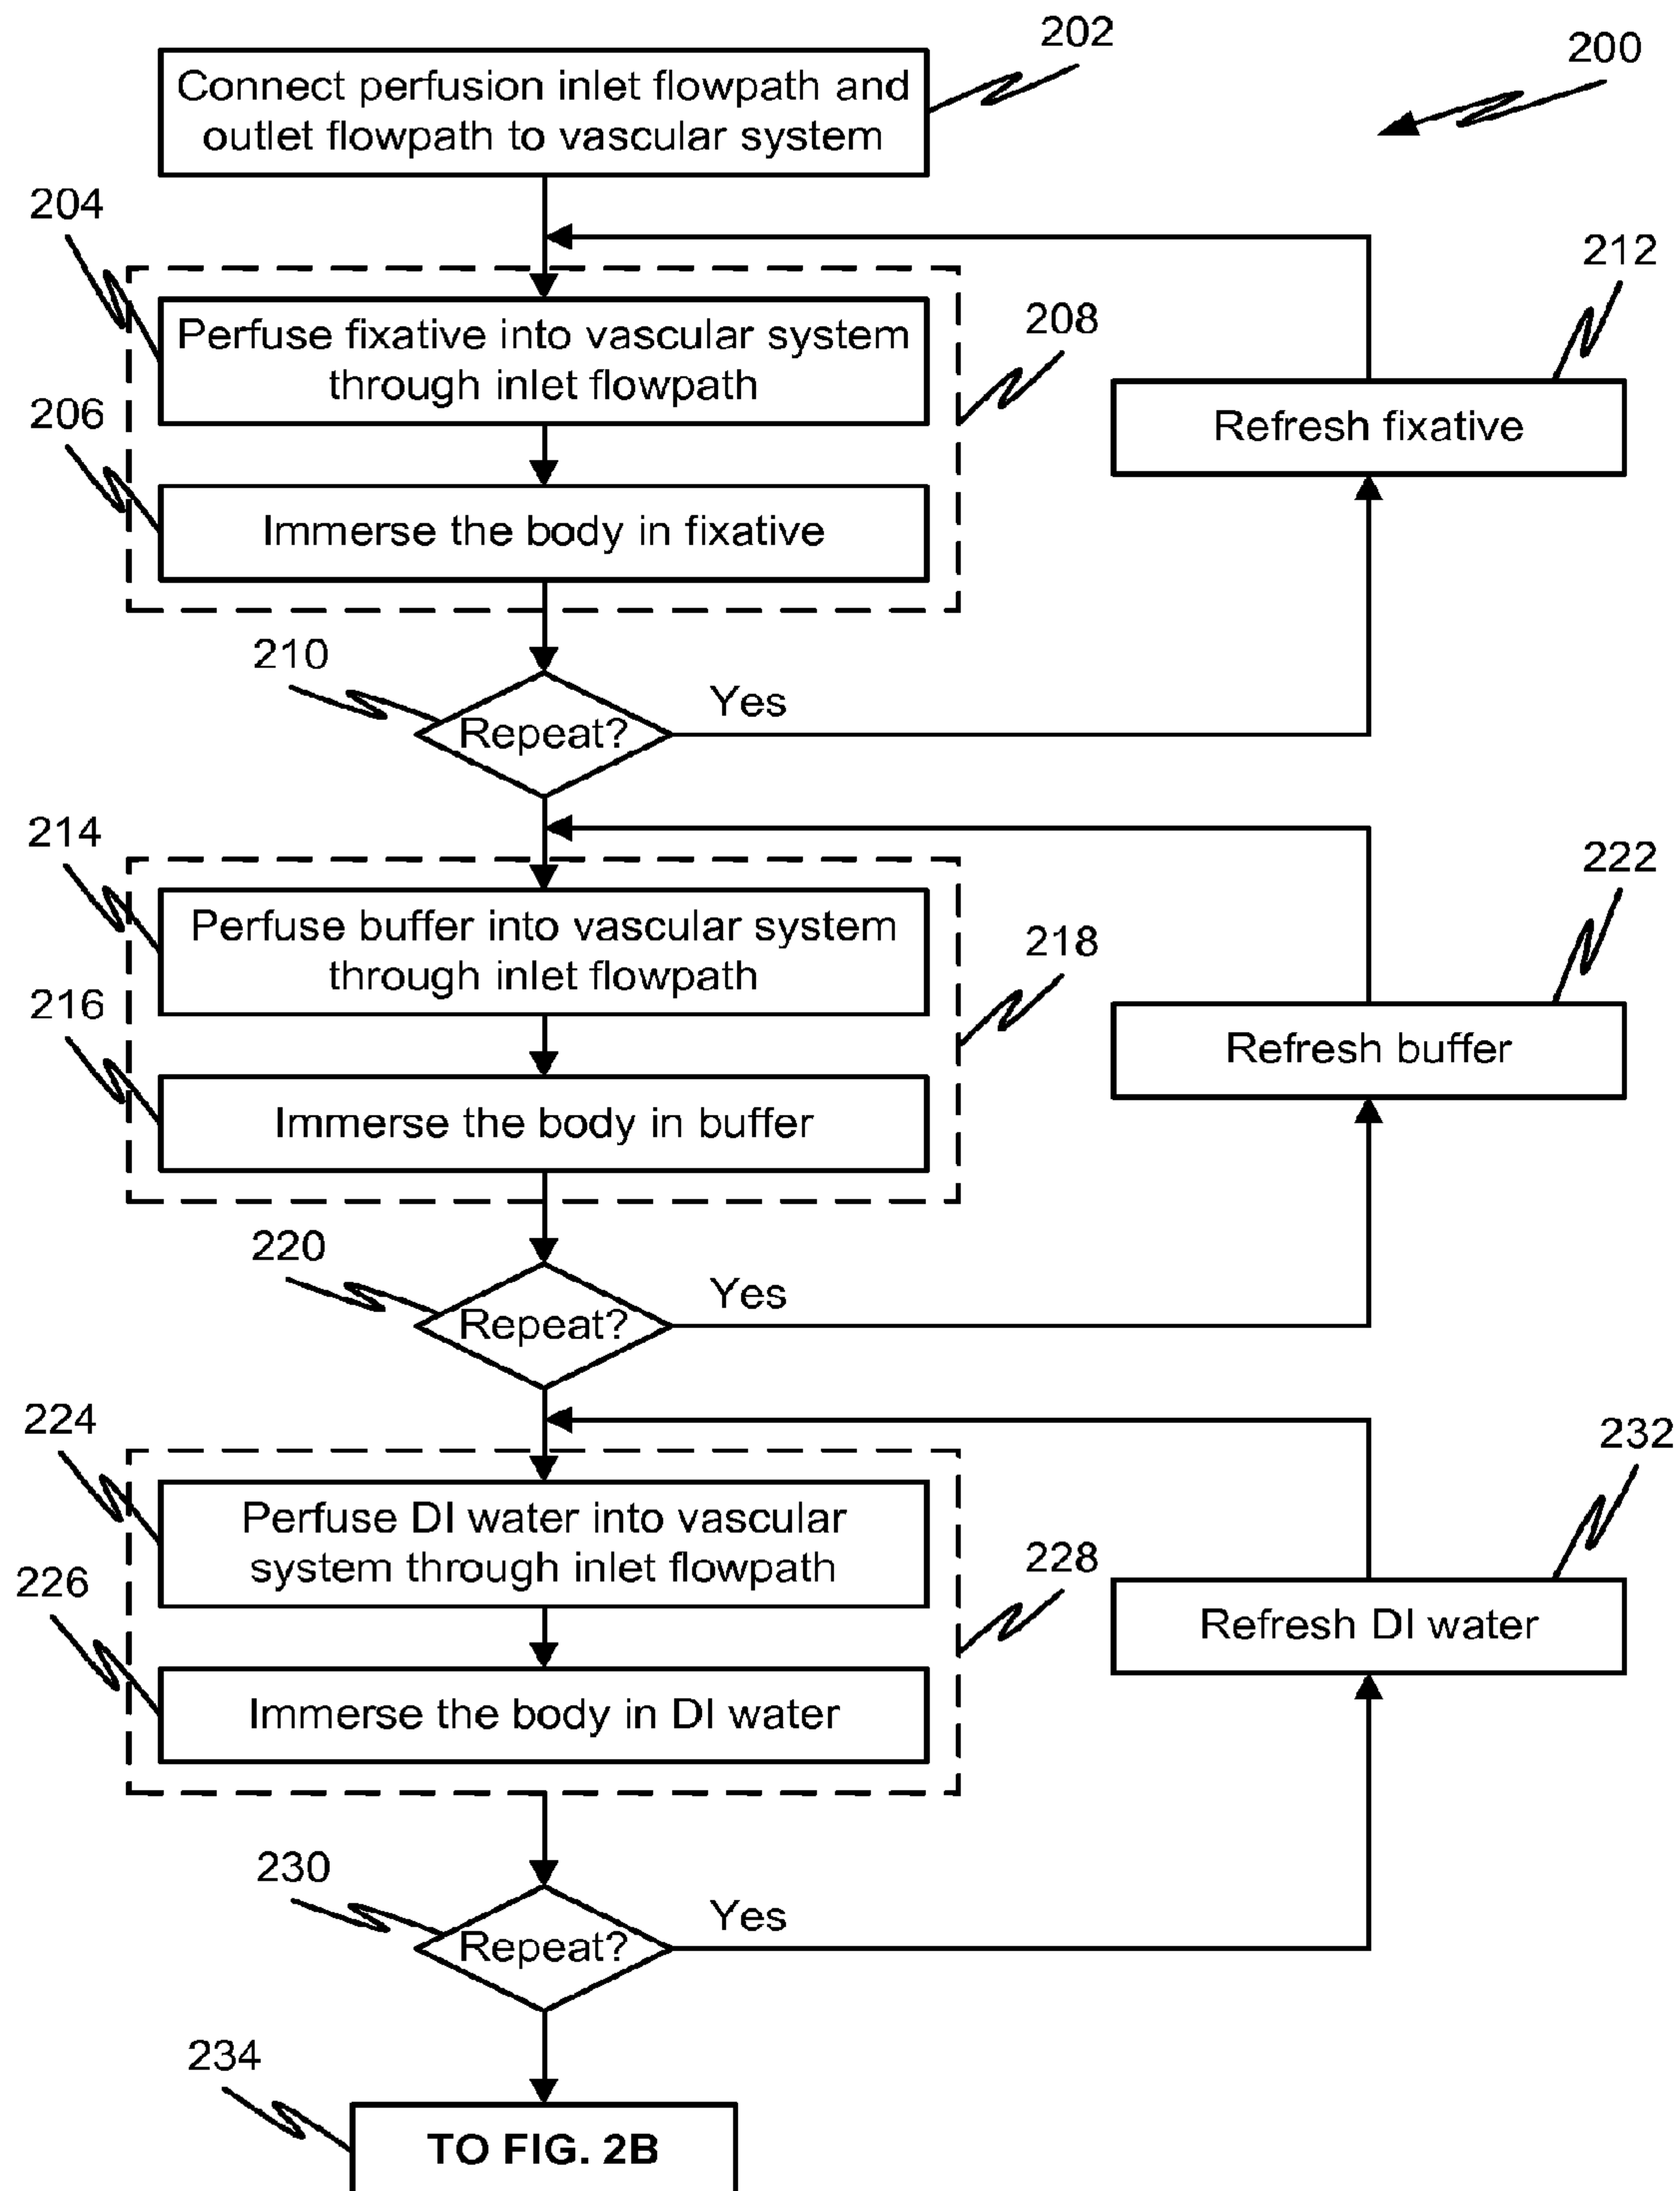 202
200
Connect perfusion inlet flowpath and
outlet flowpath to vascular system
204
212
208
Perfuse fixative into vascular system
through inlet flowpath
206
Refresh fixative
Immerse the body in fixative
210
Yes
Repeat?
214
222
218
Perfuse buffer into vascular system
through inlet flowpath
216
Refresh buffer
Immerse the body in buffer
220
Yes
Repeat?
224
232
Perfuse DI water into vascular
system through inlet flowpath
228
226
Refresh DI water
Immerse the body in DI water
230
Yes
Repeat?
234
TO FIG. 2B